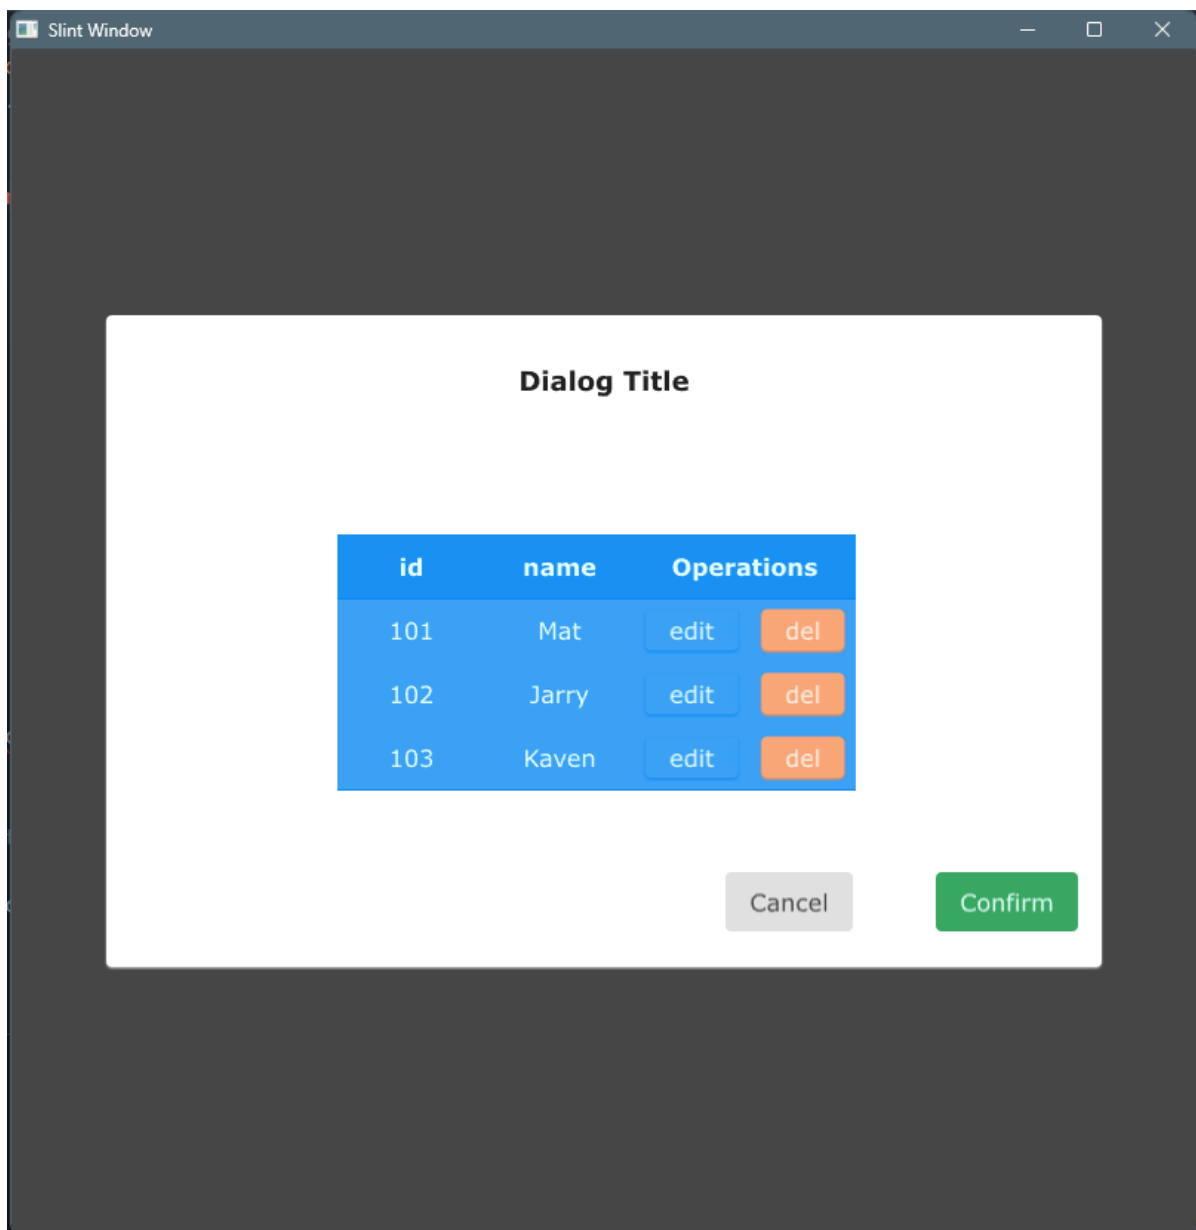 Slint Window
Dialog Title
id name Operations
101 Mat edit del
102 Jarry edit del
103 Kaven edit del
Cancel Confirm